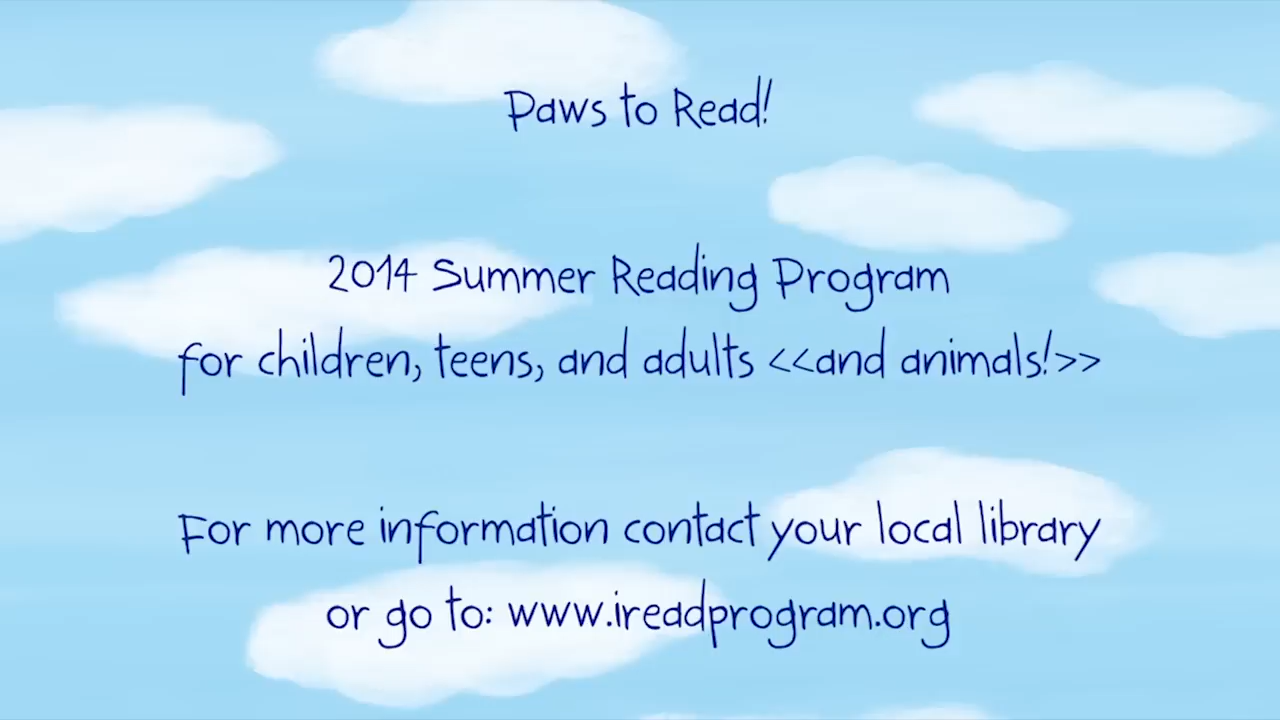 Paws to Read!
2014 Summer Reading Program
for children, teens, and adults <<and animals!>>
For more information contact your local library
or go to: www.ireadprogram.org